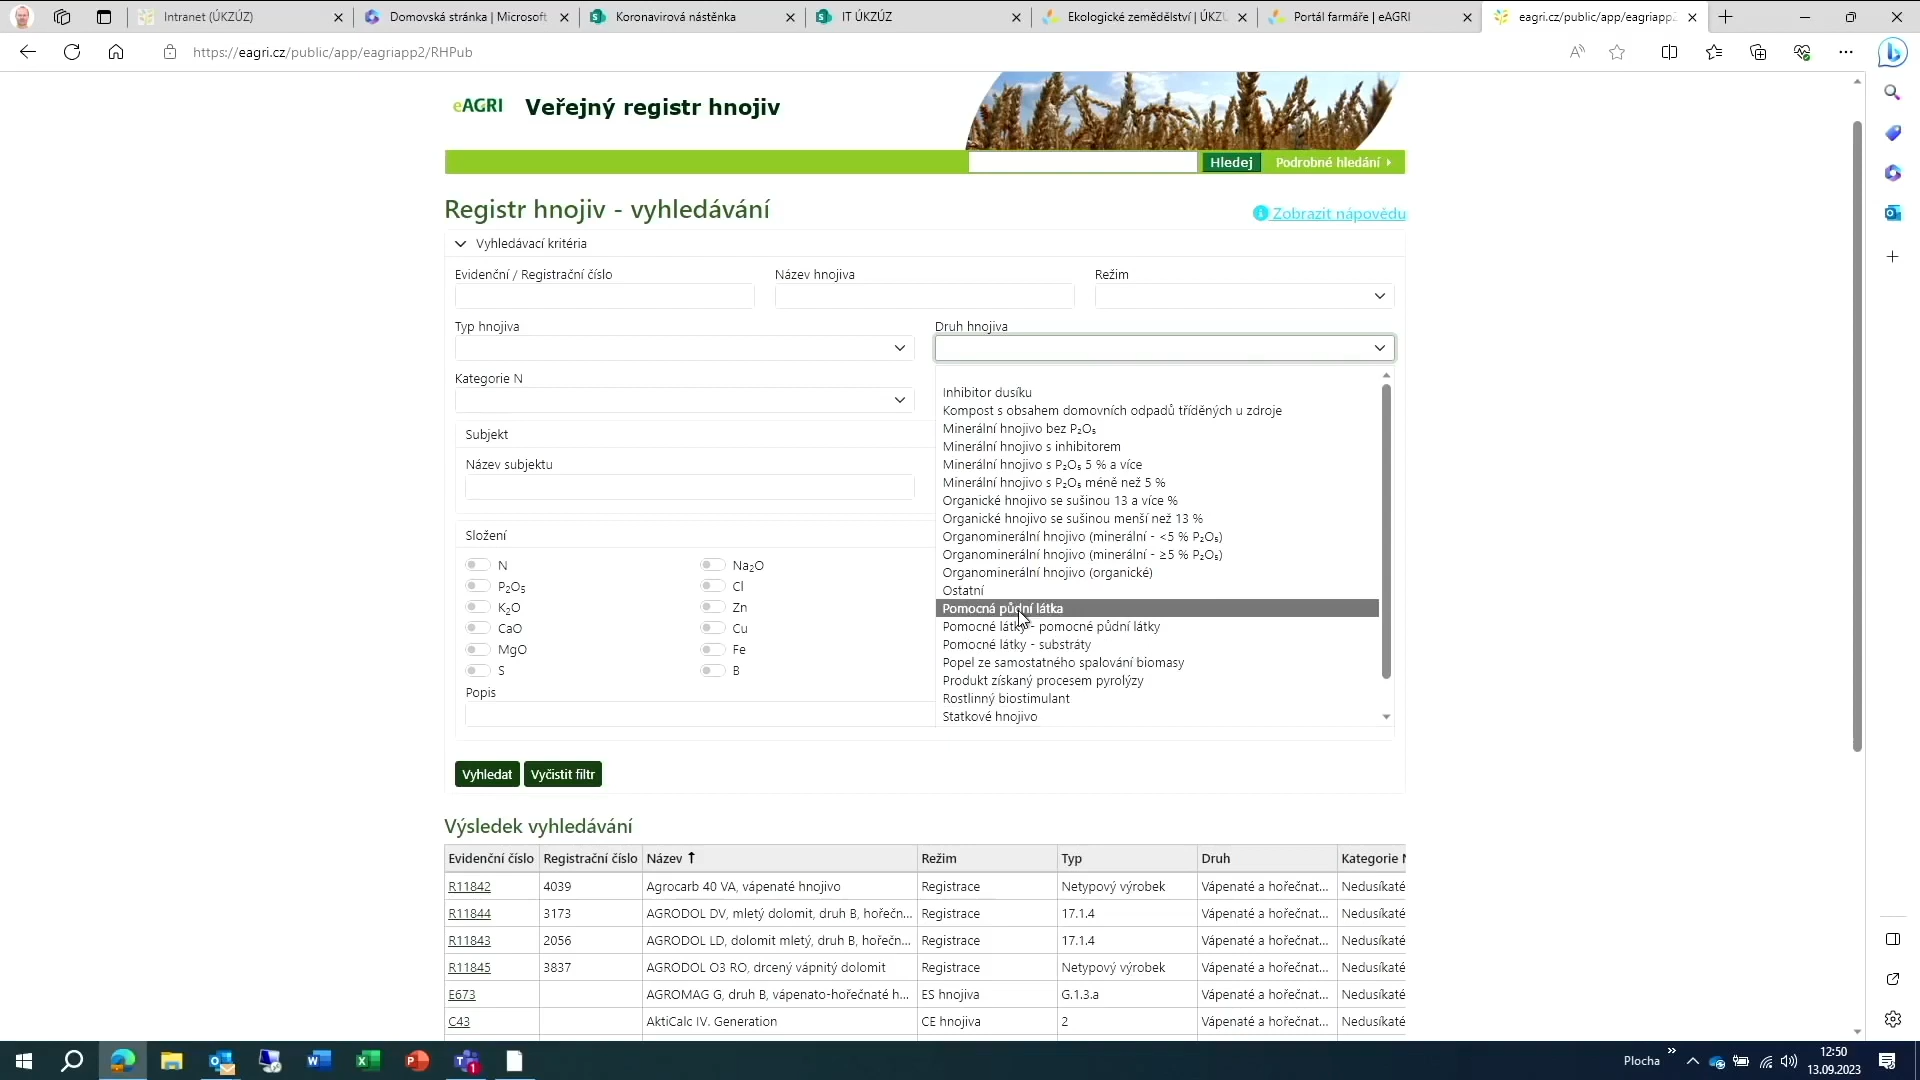 Intranet (ÚKZÚZ)
Domovská stránka | Microsoft
Koronavirová nástěnka
IT ÚKZÚZ
Ekologické zemědělství | ÚKZU
Portál farmáře | eAGRI
eagri.cz/public/app/eagriapp2
https://eagri.cz/public/app/eagriapp2/RHPub
eAGRI Veřejný registr hnojiv
Hledej Podrobné hledání
Registr hnojiv - vyhledávání
Zobrazit nápovědu
Vyhledávací kritéria
Evidenční / Registrační číslo Název hnojiva Režim
Typ hnojiva Druh hnojiva
Kategorie N
Inhibitor dusíku
Kompost s obsahem domovních odpadů tříděných u zdroje
Minerální hnojivo bez P₂O₅
Minerální hnojivo s inhibitorem
Minerální hnojivo s P₂O₅ 5 % a více
Minerální hnojivo s P₂O₅ méně než 5 %
Organické hnojivo se sušinou 13 a více %
Organické hnojivo se sušinou menší než 13 %
Organominerální hnojivo (minerální - <5 % P₂O₅)
Organominerální hnojivo (minerální - ≥5 % P₂O₅)
Organominerální hnojivo (organické)
Ostatní
Pomocná půdní látka
Pomocné látky - pomocné půdní látky
Pomocné látky - substráty
Popel ze samostatného spalování biomasy
Produkt získaný procesem pyrolýzy
Rostlinný biostimulant
Statkové hnojivo
Subjekt
Název subjektu
Složení
N Na₂O
P₂O₅ Cl
K₂O Zn
CaO Cu
MgO Fe
S B
Popis
Vyhledat Vyčistit filtr
Výsledek vyhledávání
Evidenční číslo Registrační číslo Název ↑ Režim Typ Druh Kategorie N
R11842 4039 Agrocarb 40 VA, vápenaté hnojivo Registrace Netypový výrobek Vápenaté a hořečnat... Nedusíkaté
R11844 3173 AGRODOL DV, mletý dolomit, druh B, hořečn... Registrace 17.1.4 Vápenaté a hořečnat... Nedusíkaté
R11843 2056 AGRODOL LD, dolomit mletý, druh B, hořečn... Registrace 17.1.4 Vápenaté a hořečnat... Nedusíkaté
R11845 3837 AGRODOL O3 RO, drcený vápnitý dolomit Registrace Netypový výrobek Vápenaté a hořečnat... Nedusíkaté
E673 AGROMAG G, druh B, vápenato-hořečnaté h... ES hnojiva G.1.3.a Vápenaté a hořečnat... Nedusíkaté
C43 AktiCalc IV. Generation CE hnojiva 2 Vápenaté a hořečnat... Nedusíkaté
Plocha
12:50
13.09.2023